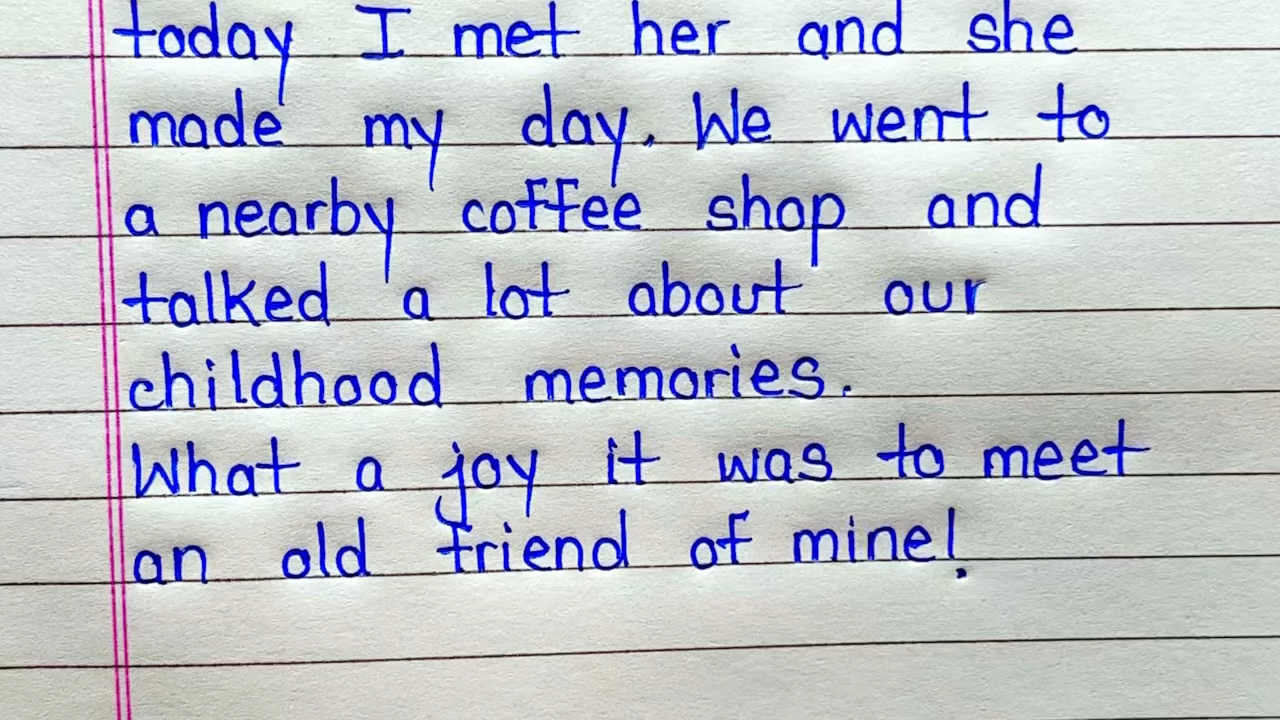 today I met her and she
made my day. We went to
a nearby coffee shop and
talked a lot about our
childhood memories.
What a joy it was to meet
an old friend of mine!